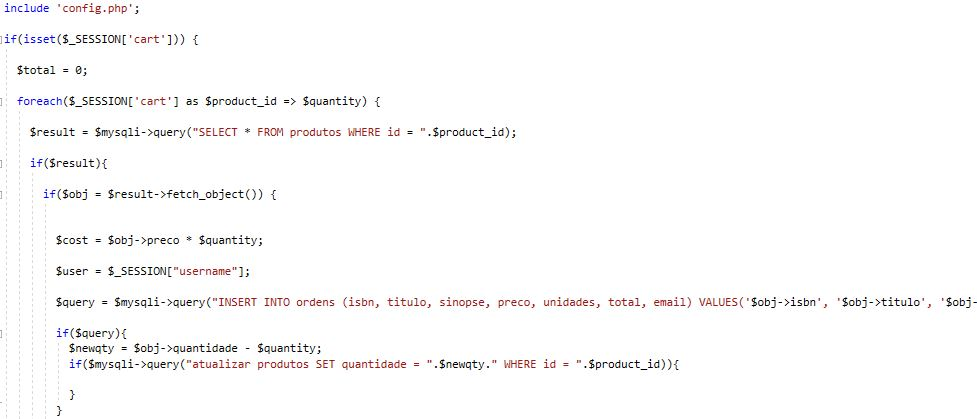 include 'config.php';
if(isset($_SESSION['cart'])) {
$total = 0;
foreach($_SESSION['cart'] as $product_id => $quantity) {
$result = $mysqli->query("SELECT * FROM produtos WHERE id = ".$product_id);
if($result){
if($obj = $result->fetch_object()) {
$cost = $obj->preco * $quantity;
$user = $_SESSION["username"];
$query = $mysqli->query("INSERT INTO ordens (isbn, titulo, sinopse, preco, unidades, total, email) VALUES('$obj->isbn', '$obj->titulo', '$obj-
if($query){
$newqty = $obj->quantidade - $quantity;
if($mysqli->query("atualizar produtos SET quantidade = ".$newqty." WHERE id = ".$product_id)){
}
}